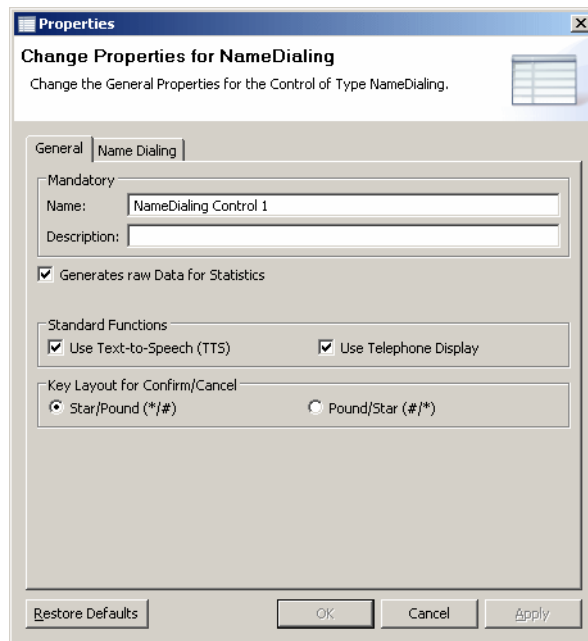 Properties
Change Properties for NameDialing
Change the General Properties for the Control of Type NameDialing.
General Name Dialing
Mandatory
Name: NameDialing Control 1
Description:
Generates raw Data for Statistics
Standard Functions
Use Text-to-Speech (TTS) Use Telephone Display
Key Layout for Confirm/Cancel
Star/Pound (*/#) Pound/Star (#/*)
Restore Defaults OK Cancel Apply